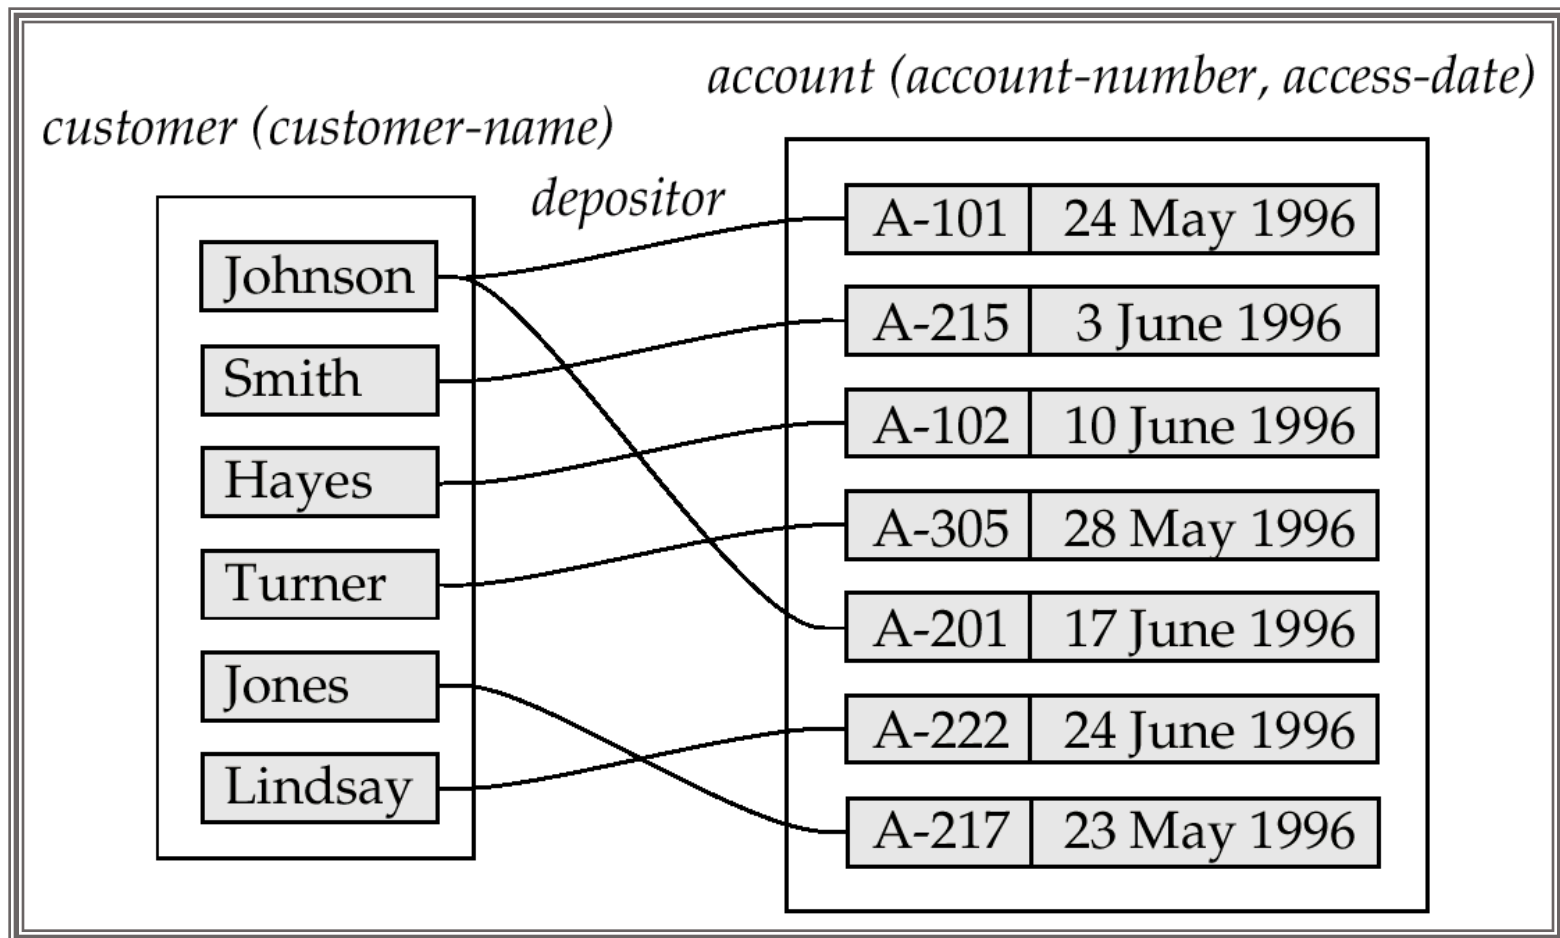 account (account-number, access-date)
customer (customer-name)
depositor
Johnson
Smith
Hayes
Turner
Jones
Lindsay
A-101 24 May 1996
A-215 3 June 1996
A-102 10 June 1996
A-305 28 May 1996
A-201 17 June 1996
A-222 24 June 1996
A-217 23 May 1996